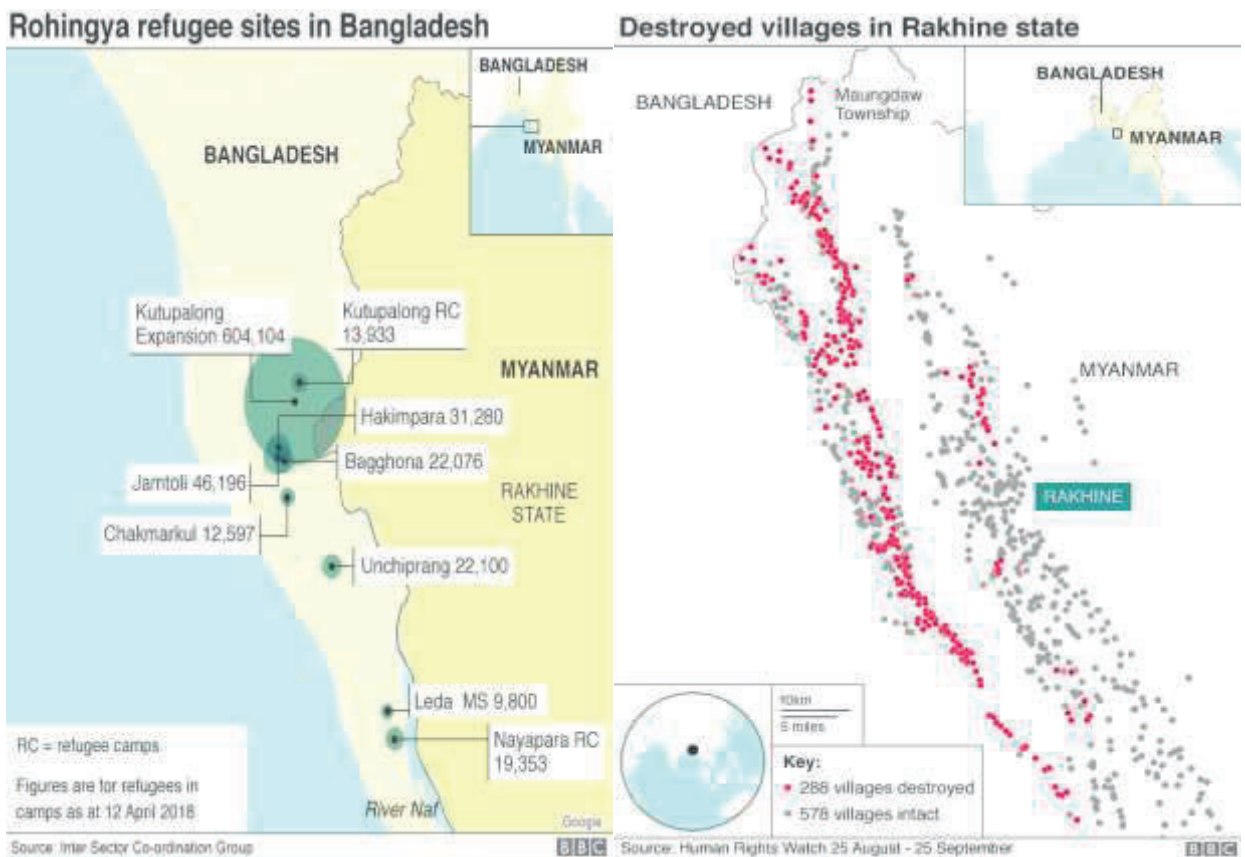 Rohingya refugee sites in Bangladesh
BANGLADESH
MYANMAR
BANGLADESH
Kutupalong
Expansion 604,104
Kutupalong RC
13,933
MYANMAR
Hakimpara 31,280
Bagghona 22,076
Jamtoli 46,196
RAKHINE
STATE
Chakmarkul 12,597
Unchiprang 22,100
Leda MS 9,800
Nayapara RC
19,353
RC = refugee camps
Figures are for refugees in
camps as at 12 April 2018
River Naf
Google
Source: Inter Sector Co-ordination Group
BBC
Destroyed villages in Rakhine state
BANGLADESH
Maungdaw
Township
BANGLADESH
MYANMAR
MYANMAR
RAKHINE
10km
5 miles
Key:
288 villages destroyed
578 villages intact
Source: Human Rights Watch 25 August - 25 September
BBC